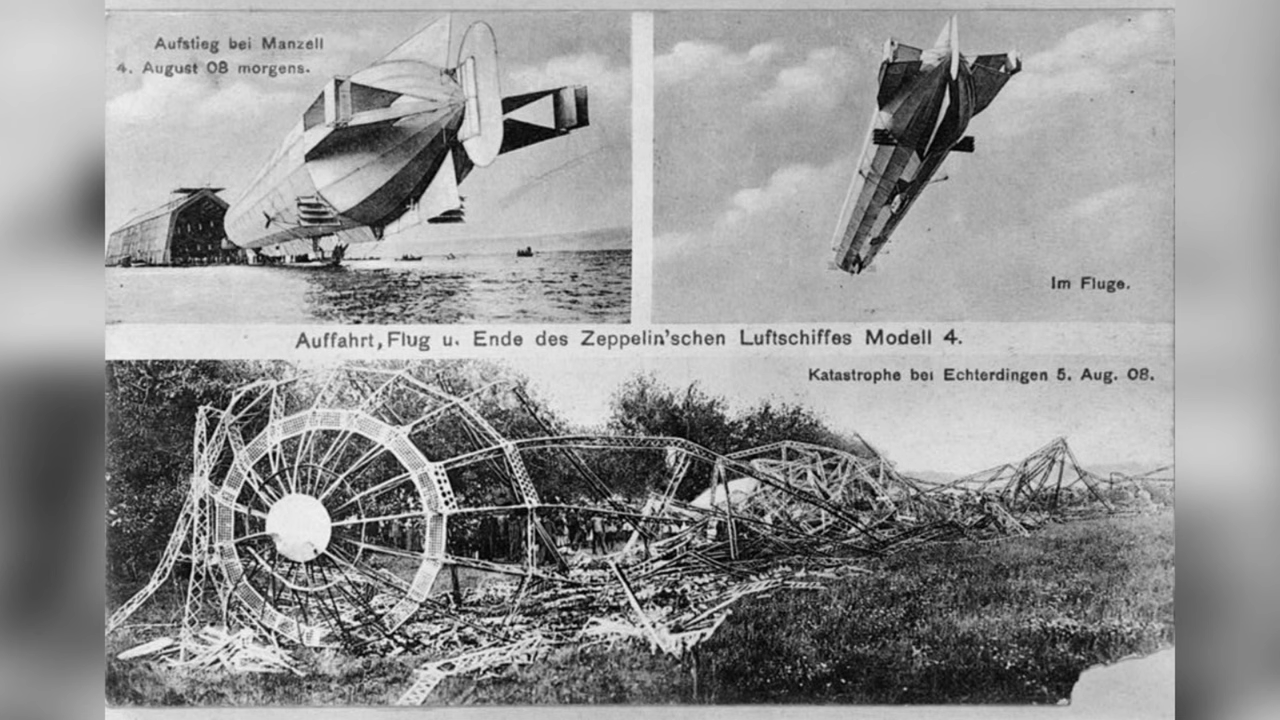 Aufstieg bei Manzell
4. August 08 morgens.
Im Fluge.
Auffahrt, Flug u. Ende des Zeppelin'schen Luftschiffes Modell 4.
Katastrophe bei Echterdingen 5. Aug. 08.